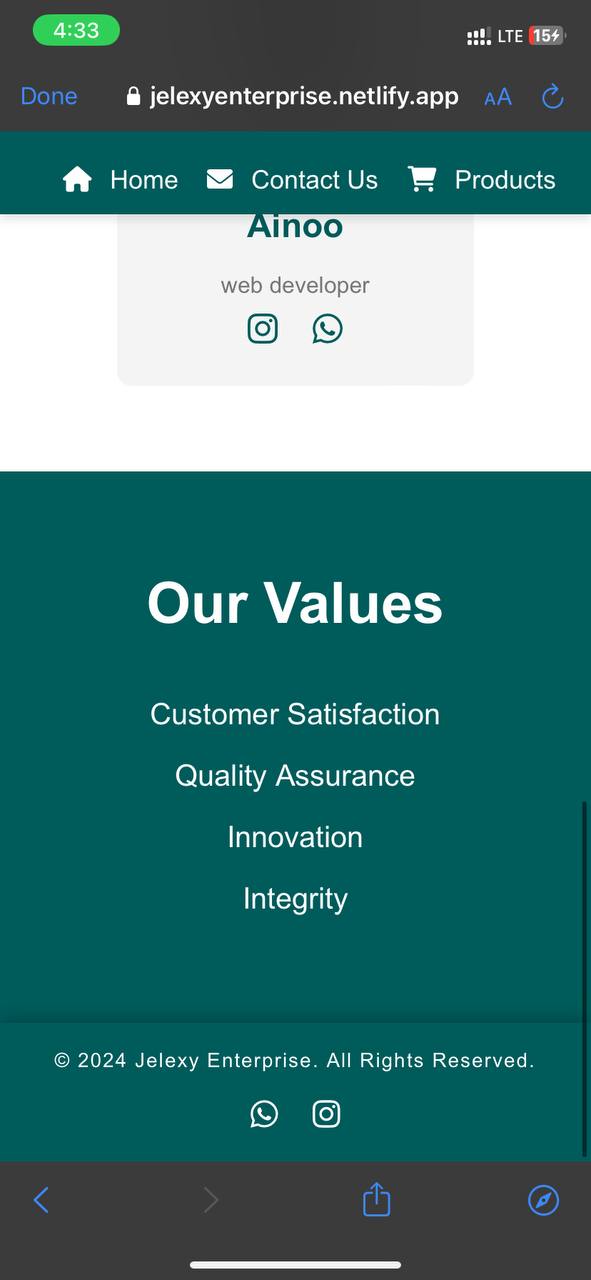 4:33
LTE
15
Done
jelexyenterprise.netlify.app
AA
Home
Contact Us
Products
Ainoo
web developer
Our Values
Customer Satisfaction
Quality Assurance
Innovation
Integrity
© 2024 Jelexy Enterprise. All Rights Reserved.